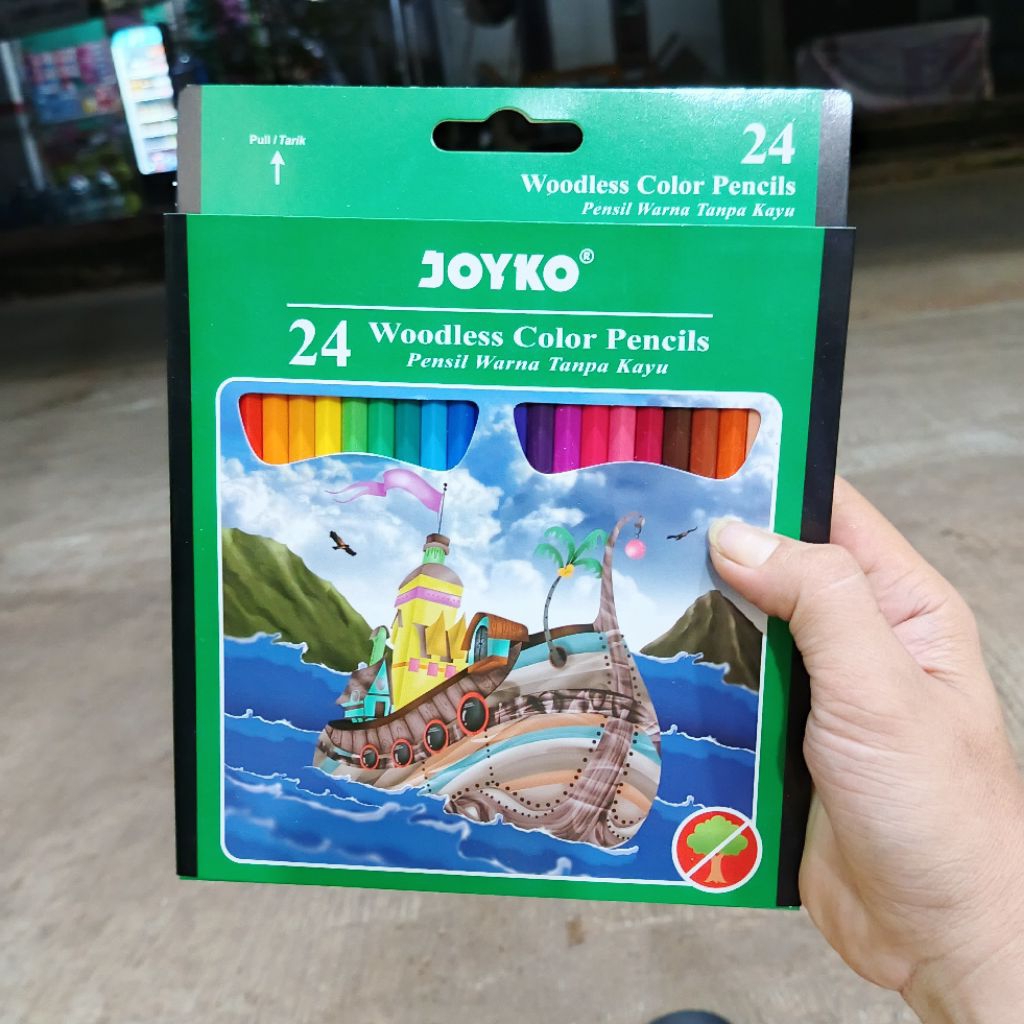 Pull / Tarik
24
Woodless Color Pencils
Pensil Warna Tanpa Kayu
JOYKO®
24 Woodless Color Pencils
Pensil Warna Tanpa Kayu